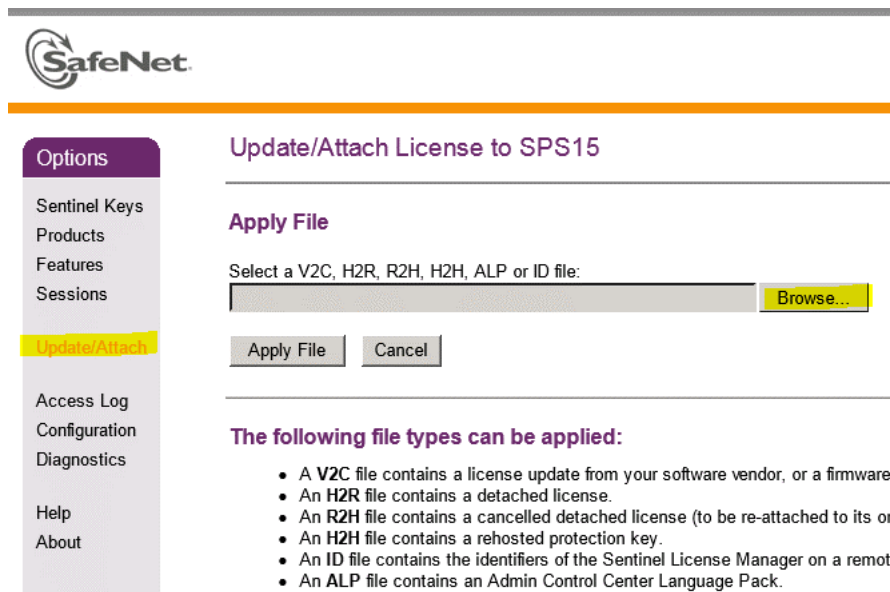 SafeNet.
Options
Sentinel Keys
Products
Features
Sessions
Update/Attach
Access Log
Configuration
Diagnostics
Help
About
Update/Attach License to SPS15
Apply File
Select a V2C, H2R, R2H, H2H, ALP or ID file:
Browse...
Apply File Cancel
The following file types can be applied:
• A V2C file contains a license update from your software vendor, or a firmware
• An H2R file contains a detached license.
• An R2H file contains a cancelled detached license (to be re-attached to its
• An H2H file contains a rehosted protection key.
• An ID file contains the identifiers of the Sentinel License Manager on a
• An ALP file contains an Admin Control Center Language Pack.